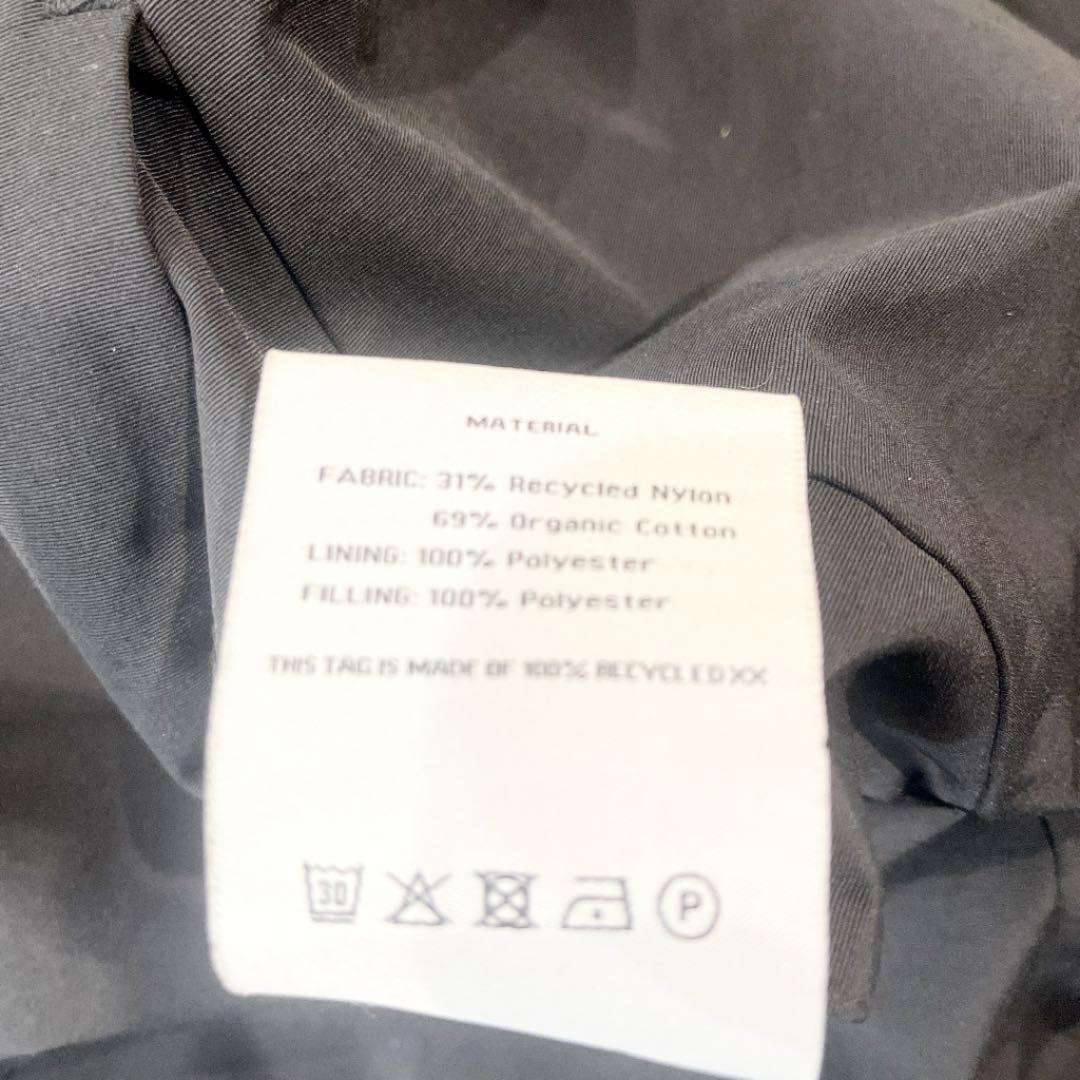 MATERIAL
FABRIC: 31% Recycled Nylon
69% Organic Cotton
LINING: 100% Polyester
FILLING: 100% Polyester
THIS TAG IS MADE OF 100% RECYCLED XX
30
P